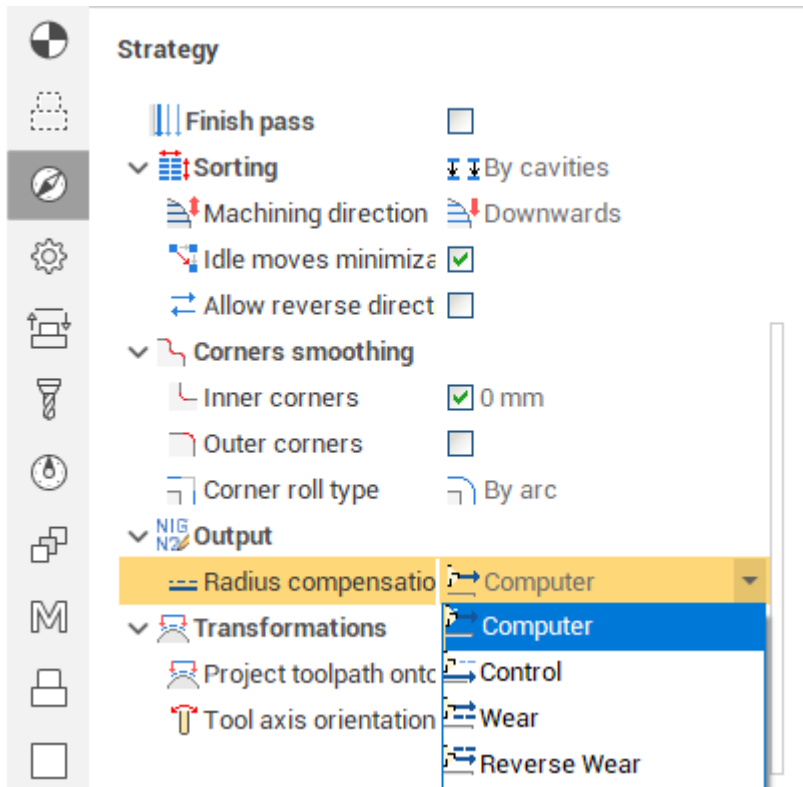 Strategy
Finish pass
Sorting By cavities
Machining direction Downwards
Idle moves minimiza
Allow reverse direct
Corners smoothing
Inner corners 0 mm
Outer corners
Corner roll type By arc
NIG
N2 Output
Radius compensatio Computer
Transformations Computer
Project toolpath onto Control
Tool axis orientation Wear
Reverse Wear
M